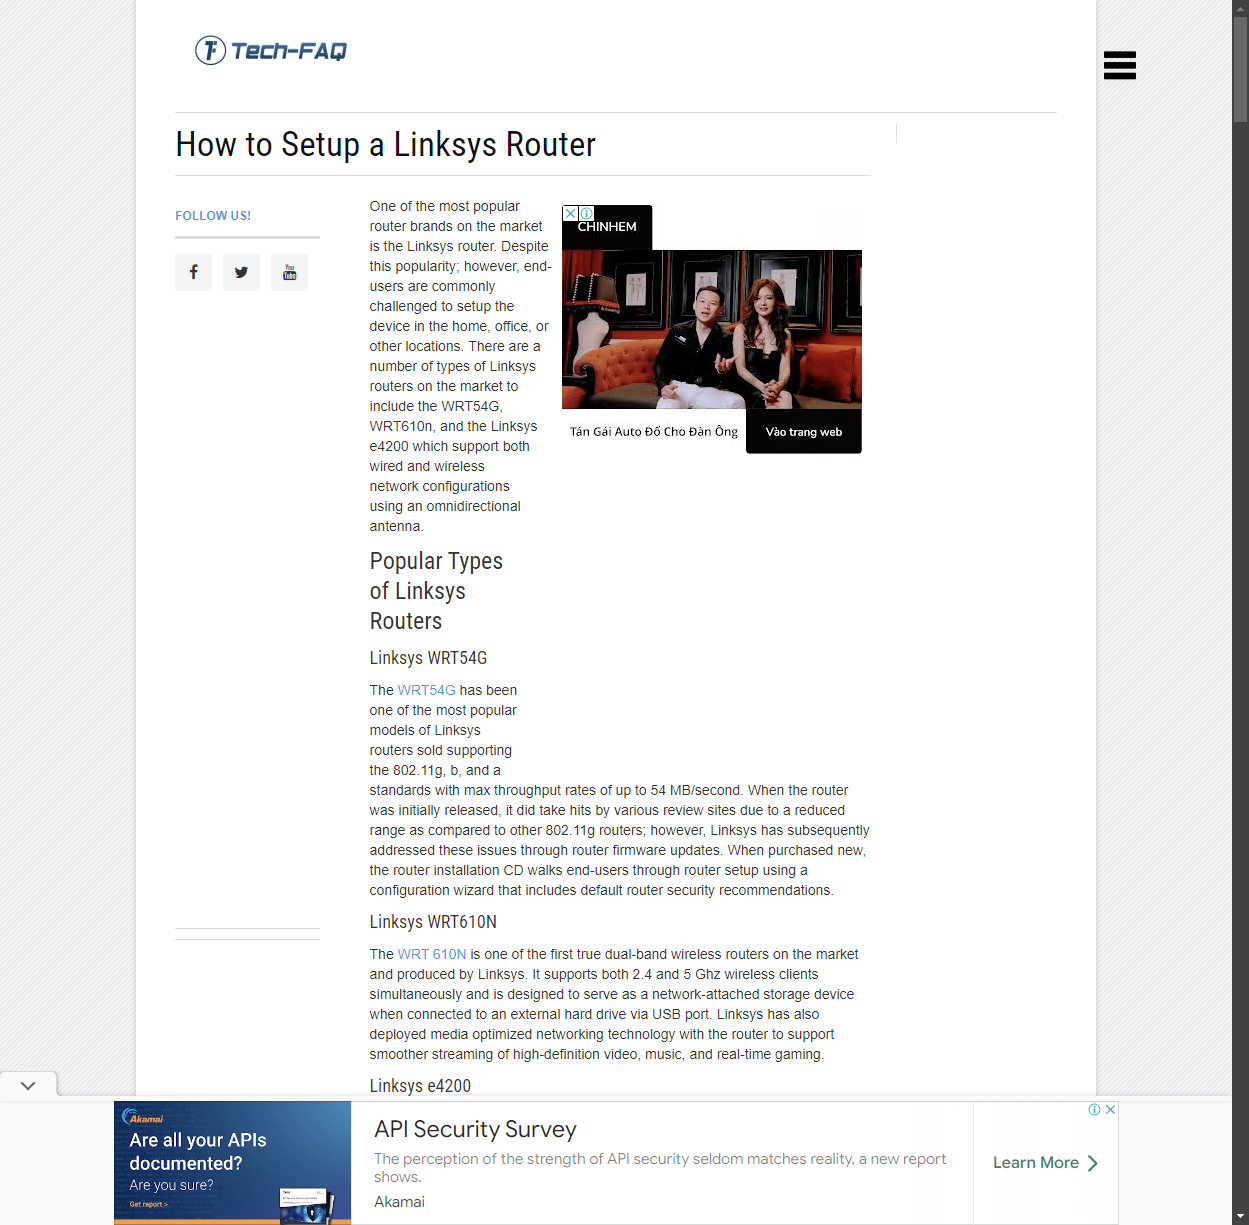 Tech-FAQ
How to Setup a Linksys Router
FOLLOW US!
One of the most popular
router brands on the market
is the Linksys router. Despite
this popularity; however, end-
users are commonly
challenged to setup the
device in the home, office, or
other locations. There are a
number of types of Linksys
routers on the market to
include the WRT54G,
WRT610n, and the Linksys
e4200 which support both
wired and wireless
network configurations
using an omnidirectional
antenna.
CHINHEM
Tán Gái Auto Đổ Cho Đàn Ông
Vào trang web
Popular Types
of Linksys
Routers
Linksys WRT54G
The WRT54G has been
one of the most popular
models of Linksys
routers sold supporting
the 802.11g, b, and a
standards with max throughput rates of up to 54 MB/second. When the router
was initially released, it did take hits by various review sites due to a reduced
range as compared to other 802.11g routers; however, Linksys has subsequently
addressed these issues through router firmware updates. When purchased new,
the router installation CD walks end-users through router setup using a
configuration wizard that includes default router security recommendations.
Linksys WRT610N
The WRT 610N is one of the first true dual-band wireless routers on the market
and produced by Linksys. It supports both 2.4 and 5 Ghz wireless clients
simultaneously and is designed to serve as a network-attached storage device
when connected to an external hard drive via USB port. Linksys has also
deployed media optimized networking technology with the router to support
smoother streaming of high-definition video, music, and real-time gaming.
Linksys e4200
Akamai
Are all your APIs
documented?
Are you sure?
Get report >
API Security Survey
The perception of the strength of API security seldom matches reality, a new report
shows.
Akamai
Learn More